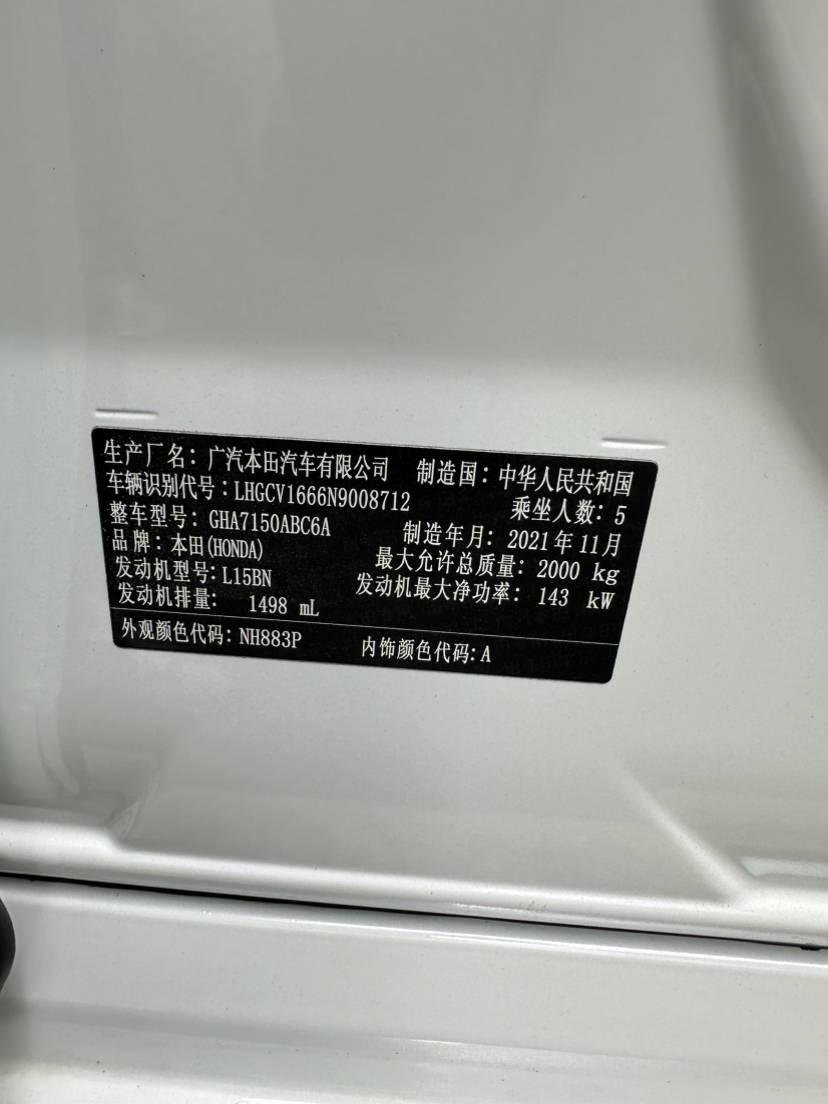 生产厂名：广汽本田汽车有限公司 制造国：中华人民共和国
车辆识别代号：LHGCV1666N9008712 乘坐人数：5
整车型号：GHA7150ABC6A 制造年月：2021年11月
品牌：本田(HONDA) 最大允许总质量：2000 kg
发动机型号：L15BN 发动机最大净功率：143 kW
发动机排量： 1498 mL
外观颜色代码：NH883P 内饰颜色代码：A